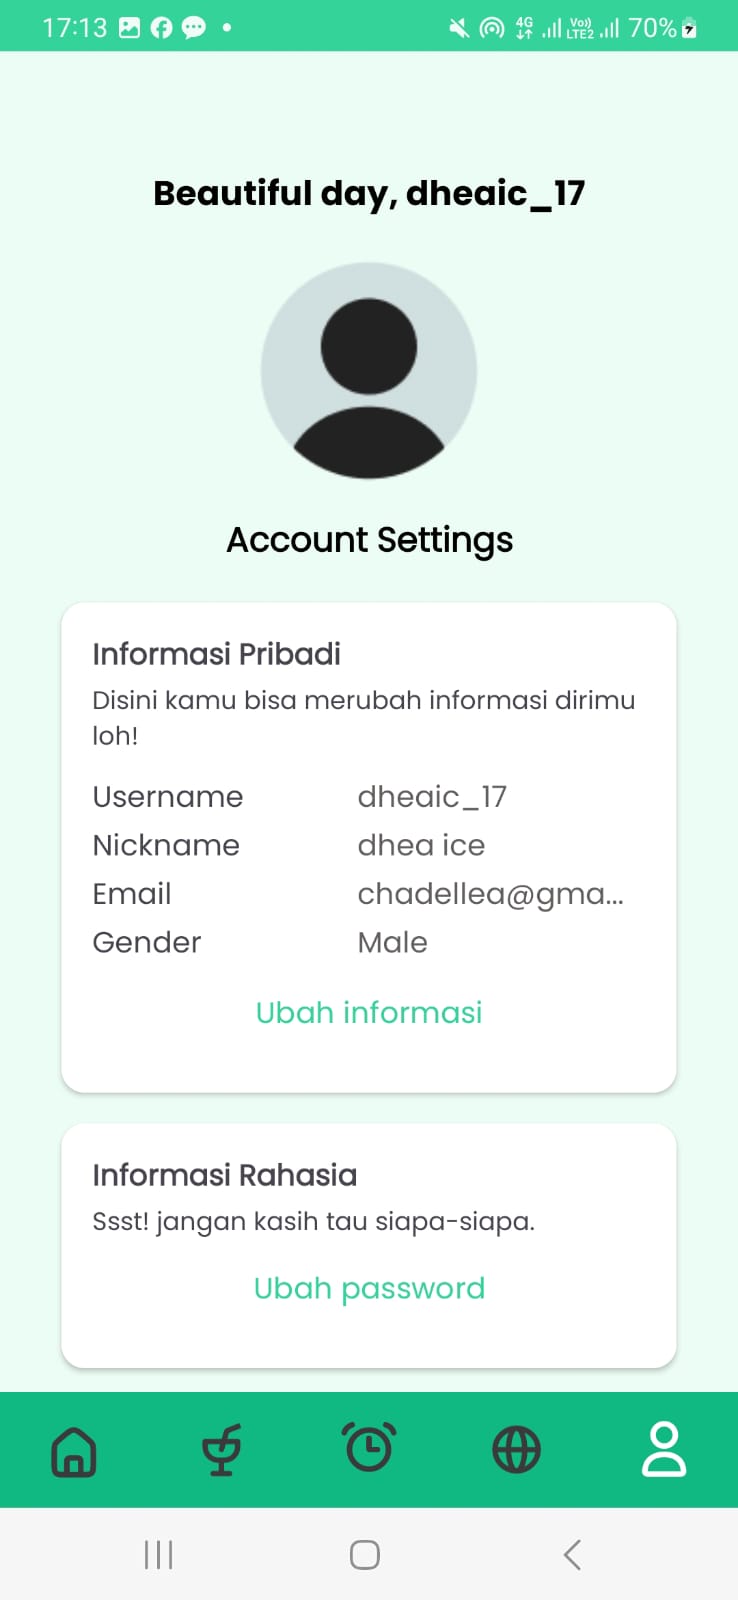 17:13 4G Vo)) LTE2 70%
Beautiful day, dheaic_17
Account Settings
Informasi Pribadi
Disini kamu bisa merubah informasi dirimu
loh!
Username dheaic_17
Nickname dhea ice
Email chadellea@gma...
Gender Male
Ubah informasi
Informasi Rahasia
Ssst! jangan kasih tau siapa-siapa.
Ubah password